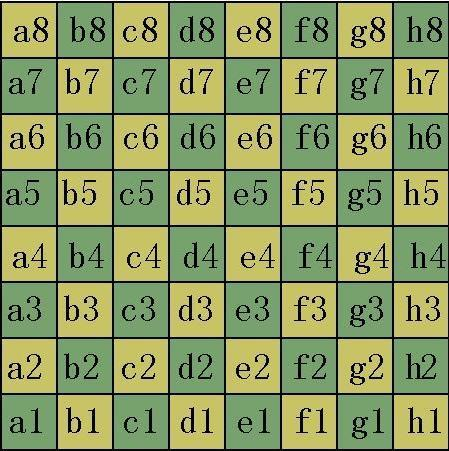 a8 b8 c8 d8 e8 f8 g8 h8
a7 b7 c7 d7 e7 f7 g7 h7
a6 b6 c6 d6 e6 f6 g6 h6
a5 b5 c5 d5 e5 f5 g5 h5
a4 b4 c4 d4 e4 f4 g4 h4
a3 b3 c3 d3 e3 f3 g3 h3
a2 b2 c2 d2 e2 f2 g2 h2
a1 b1 c1 d1 e1 f1 g1 h1